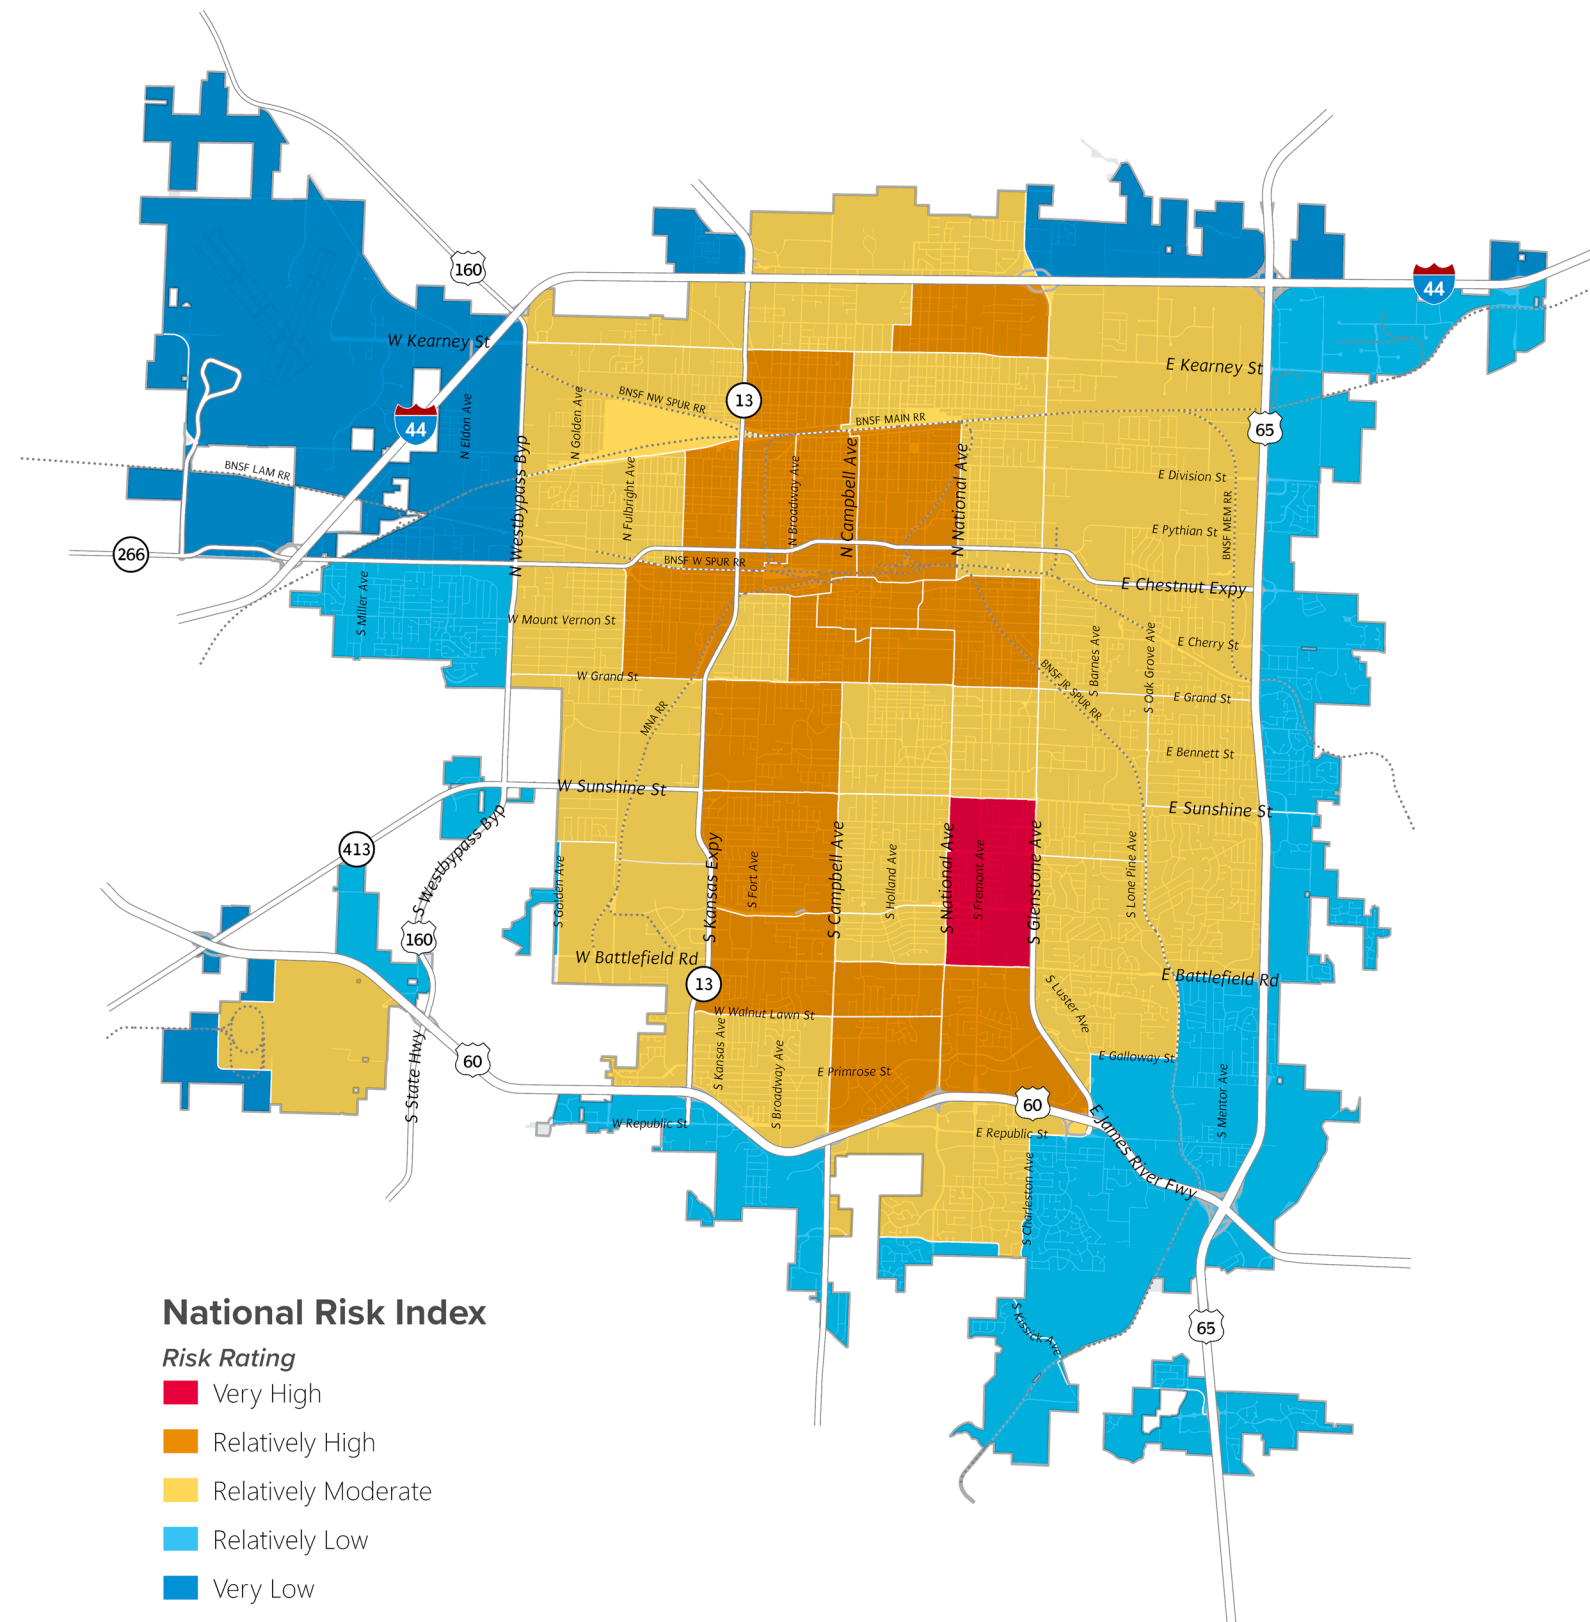 160
44
W Kearney St
E Kearney St
BNSF NW SPUR RR
13
BNSF MAIN RR
44
65
N Eldon Ave
N Golden Ave
N Westbypass Byp
N Fulbright Ave
N Broadway Ave
N Campbell Ave
N National Ave
BNSF LAM RR
E Division St
BNSF MEM RR
E Pythian St
266
BNSF W SPUR RR
E Chestnut Expy
S Miller Ave
W Mount Vernon St
S Barnes Ave
S Oak Grove Ave
E Cherry St
W Grand St
BNSF JR SPUR RR
E Grand St
MNA RR
E Bennett St
W Sunshine St
E Sunshine St
S Westbypass Byp
413
S Golden Ave
S Kansas Expy
S Fort Ave
S Campbell Ave
S Holland Ave
S National Ave
S Fremont Ave
S Glenstone Ave
S Lone Pine Ave
160
W Battlefield Rd
E Battlefield Rd
13
W Walnut Lawn St
S Luster Ave
S Kansas Ave
S Broadway Ave
E Primrose St
E Galloway St
S State Hwy
60
60
S Mentor Ave
W Republic St
E Republic St
E James River Fwy
S Charleston Ave
S Kissick Ave
65
National Risk Index
Risk Rating
Very High
Relatively High
Relatively Moderate
Relatively Low
Very Low